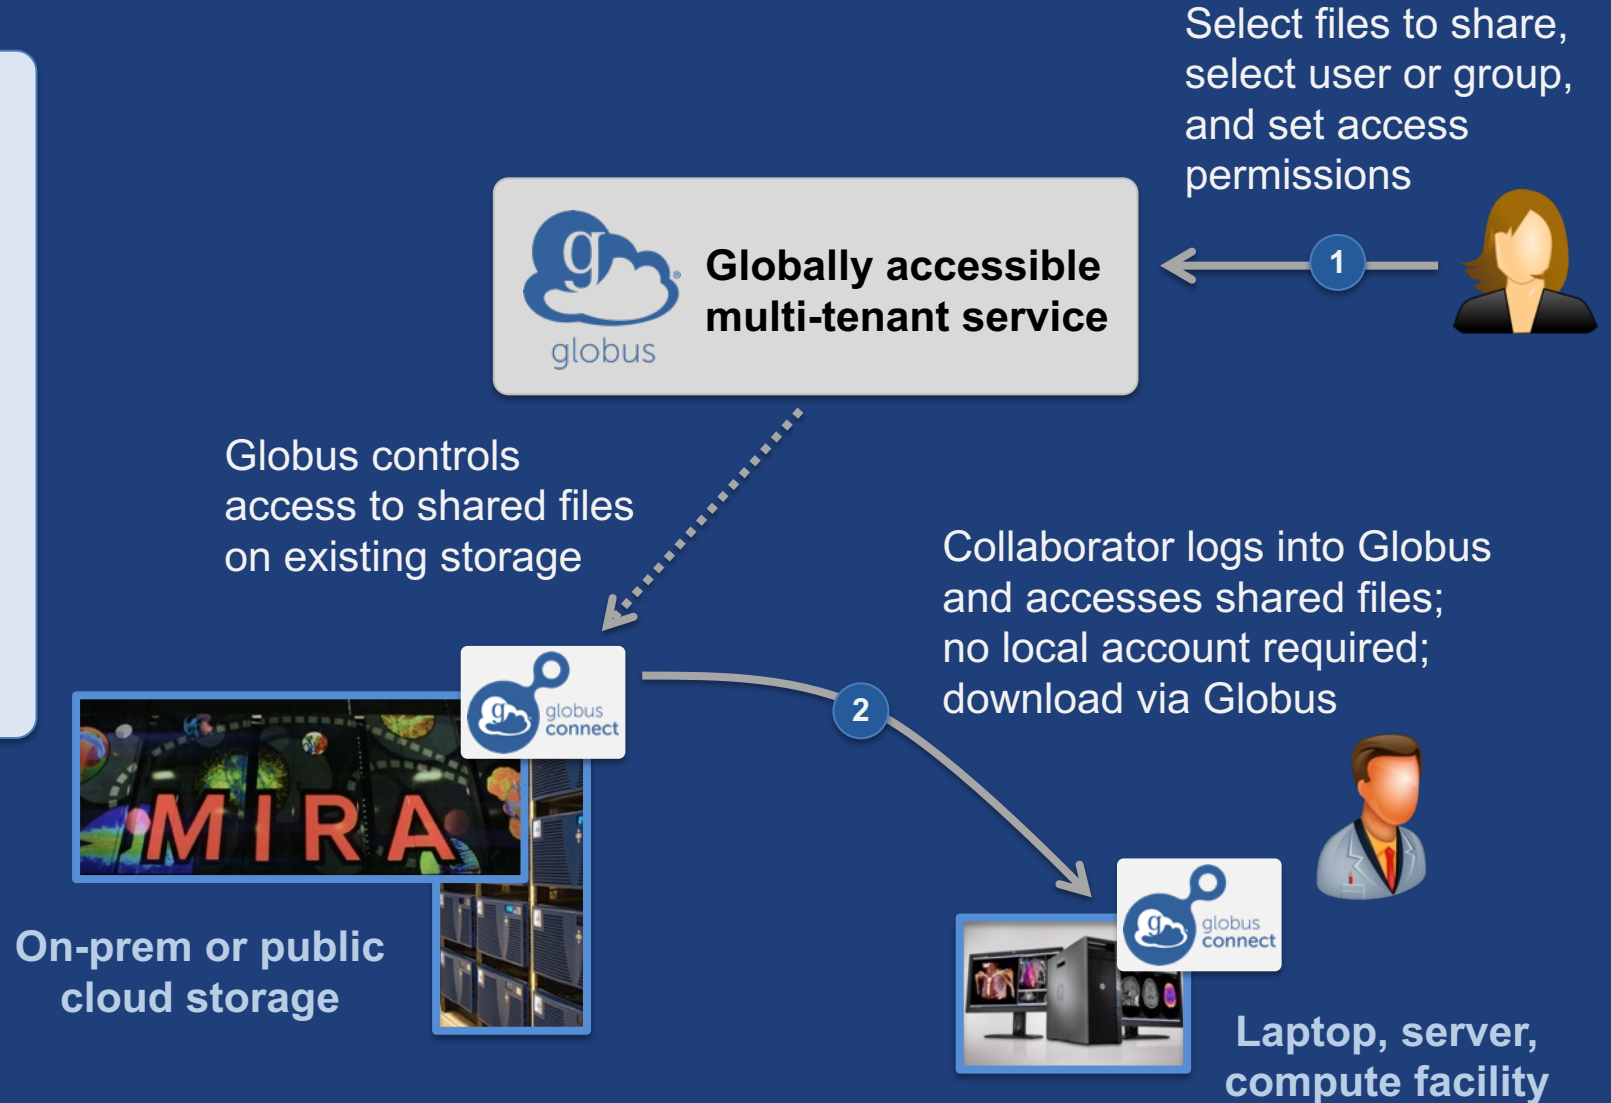 Select files to share,
select user or group,
and set access
permissions
1
g
globus
Globally accessible
multi-tenant service
Globus controls
access to shared files
on existing storage
Collaborator logs into Globus
and accesses shared files;
no local account required;
download via Globus
2
g
globus
connect
MIRA
g
globus
connect
On-prem or public
cloud storage
Laptop, server,
compute facility